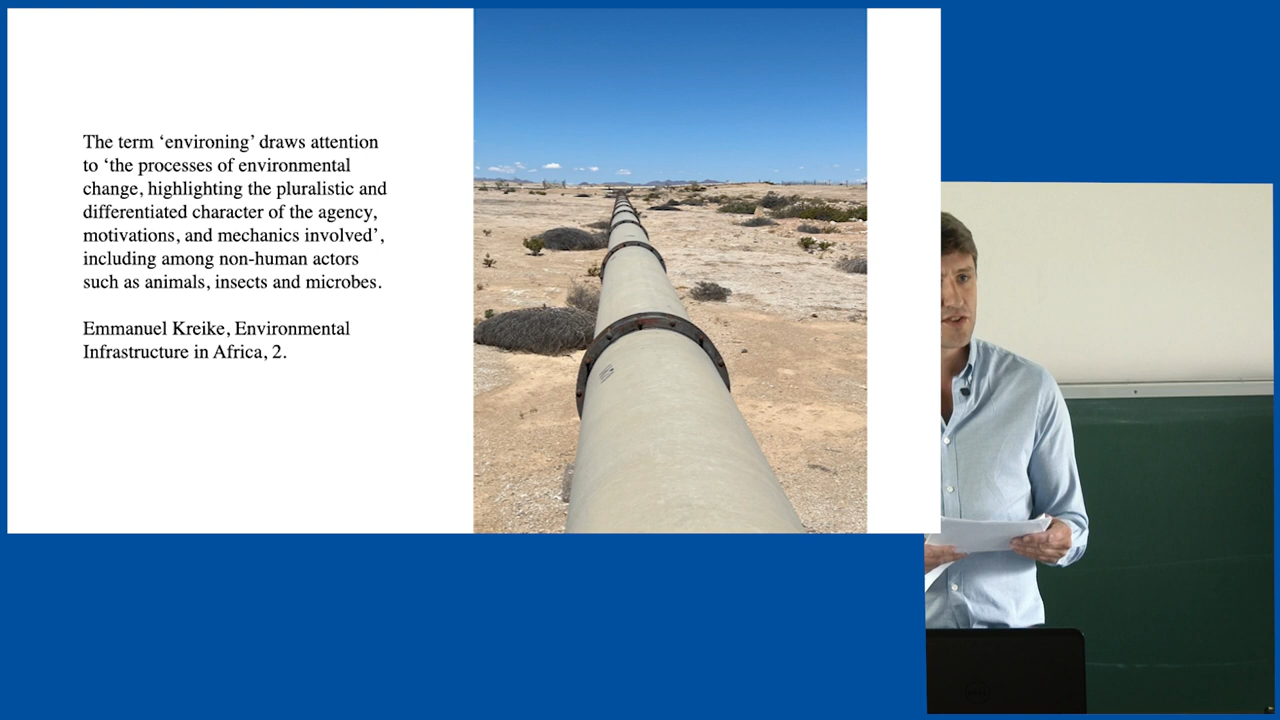 The term ‘environing’ draws attention
to ‘the processes of environmental
change, highlighting the pluralistic and
differentiated character of the agency,
motivations, and mechanics involved’,
including among non-human actors
such as animals, insects and microbes.
Emmanuel Kreike, Environmental
Infrastructure in Africa, 2.
DELL